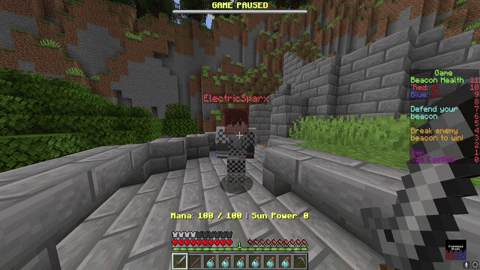 GAME PAUSED
ElectricSparx
Game
Beacon Health
Red:
Blue:
Defend your
beacon
Break enemy
beacon to win!
Mana: 100 / 100 | Sun Power: 0